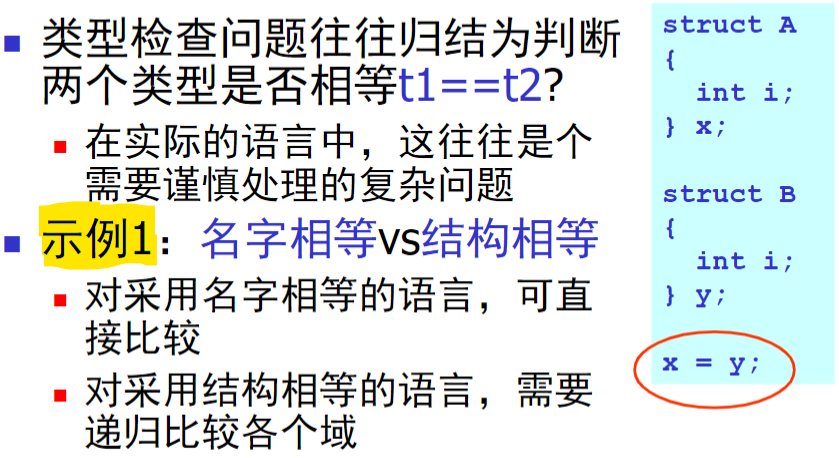 类型检查问题往往归结为判断
两个类型是否相等t1==t2?
在实际的语言中，这往往是个
需要谨慎处理的复杂问题
示例1：名字相等vs结构相等
对采用名字相等的语言，可直
接比较
对采用结构相等的语言，需要
递归比较各个域
struct A
{
  int i;
} x;
struct B
{
  int i;
} y;
x = y;